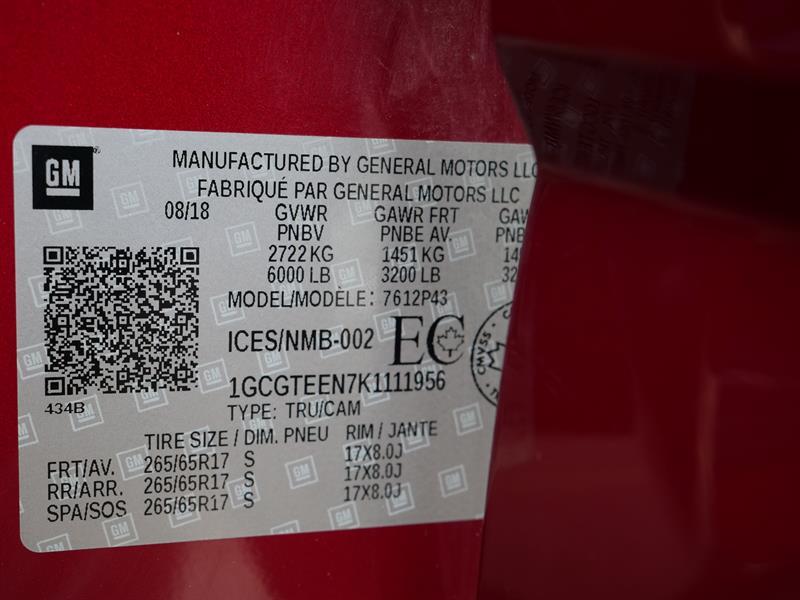 GM
MANUFACTURED BY GENERAL MOTORS LLC
FABRIQUÉ PAR GENERAL MOTORS LLC
08/18 GVWR GAWR FRT
PNBV PNBE AV.
2722 KG 1451 KG
6000 LB 3200 LB
MODEL/MODÈLE: 7612P43
ICES/NMB-002 EC
CMVSS
1GCGTEEN7K1111956
434B
TYPE: TRU/CAM
TIRE SIZE / DIM. PNEU RIM / JANTE
FRT/AV. 265/65R17 S 17X8.0J
RR/ARR. 265/65R17 S 17X8.0J
SPA/SOS 265/65R17 S 17X8.0J